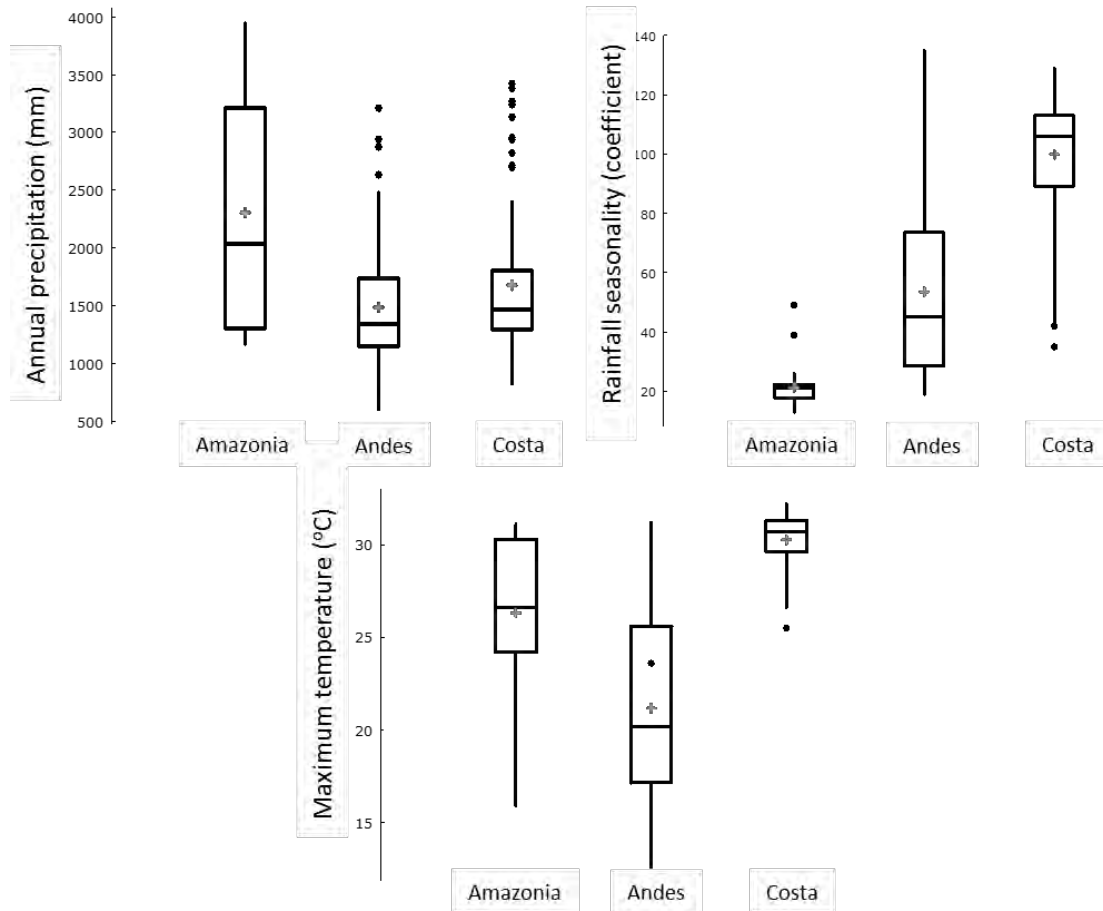 Annual precipitation (mm)
4000
3500
3000
2500
2000
1500
1000
500
Amazonia
Andes
Costa
Rainfall seasonality (coefficient)
140
120
100
80
60
40
20
Amazonia
Andes
Costa
Maximum temperature (ºC)
30
25
20
15
Amazonia
Andes
Costa